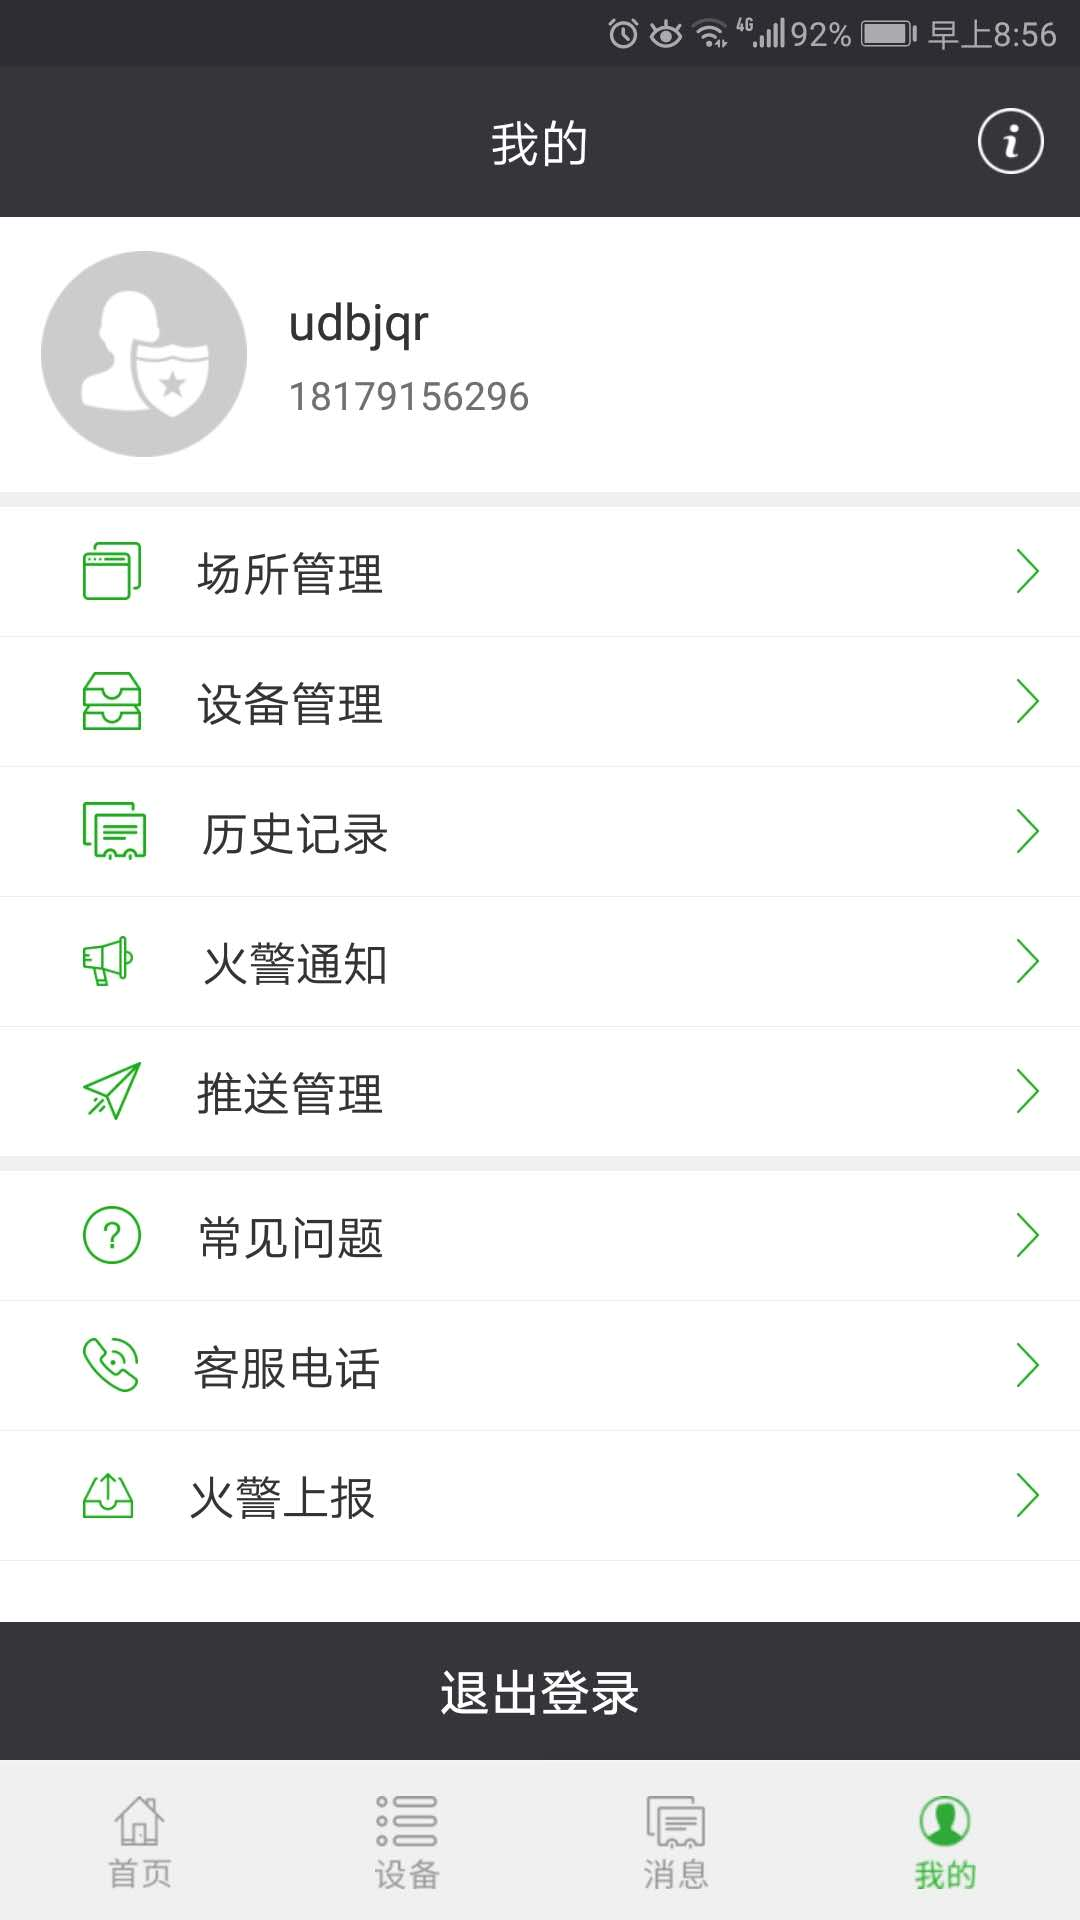 4G 92% 早上8:56
我的
udbjqr
18179156296
场所管理
设备管理
历史记录
火警通知
推送管理
常见问题
客服电话
火警上报
退出登录
首页 设备 消息 我的